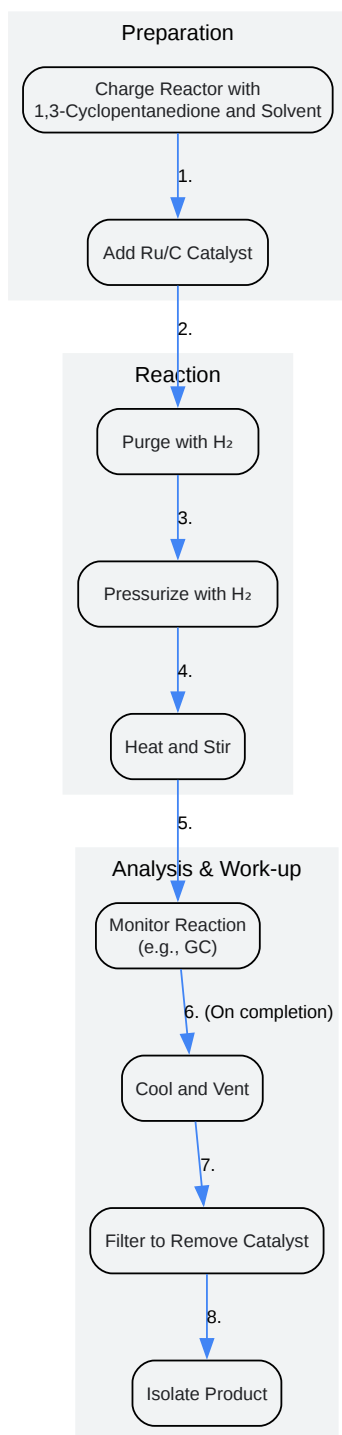 Preparation
Charge Reactor with
1,3-Cyclopentanedione and Solvent
1.
Add Ru/C Catalyst
2.
Reaction
Purge with H₂
3.
Pressurize with H₂
4.
Heat and Stir
5.
Analysis & Work-up
Monitor Reaction
(e.g., GC)
6. (On completion)
Cool and Vent
7.
Filter to Remove Catalyst
8.
Isolate Product